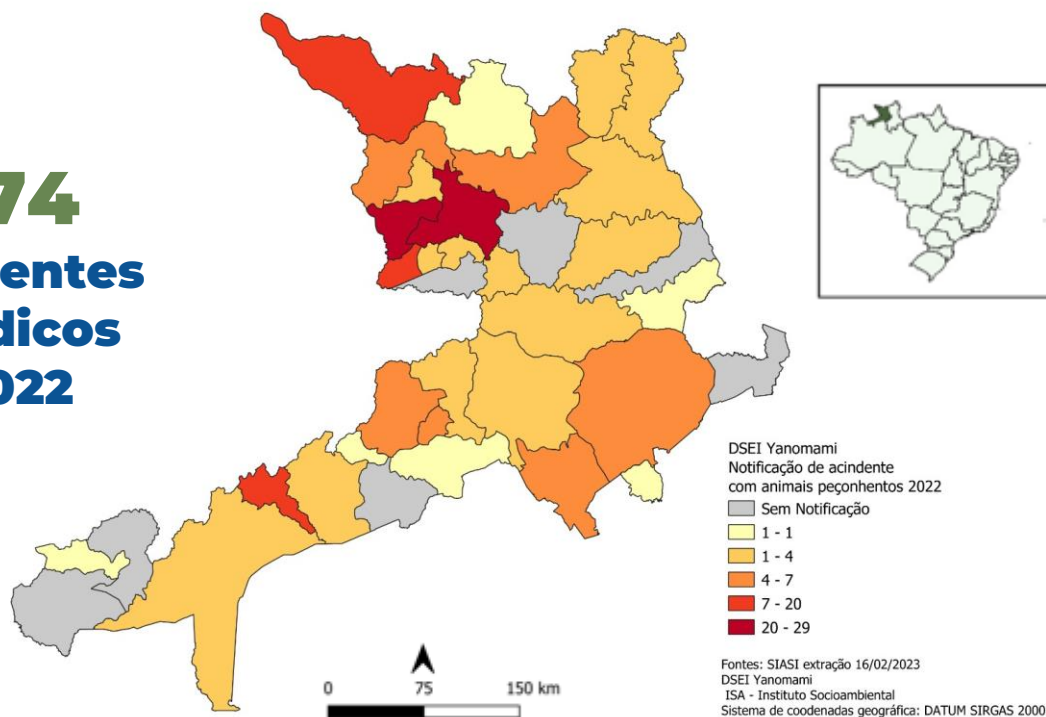 74
entes
dicos
022
DSEI Yanomami
Notificação de acindente
com animais peçonhentos 2022
Sem Notificação
1 - 1
1 - 4
4 - 7
7 - 20
20 - 29
0 75 150 km
Fontes: SIASI extração 16/02/2023
DSEI Yanomami
ISA - Instituto Socioambiental
Sistema de coodenadas geográfica: DATUM SIRGAS 2000